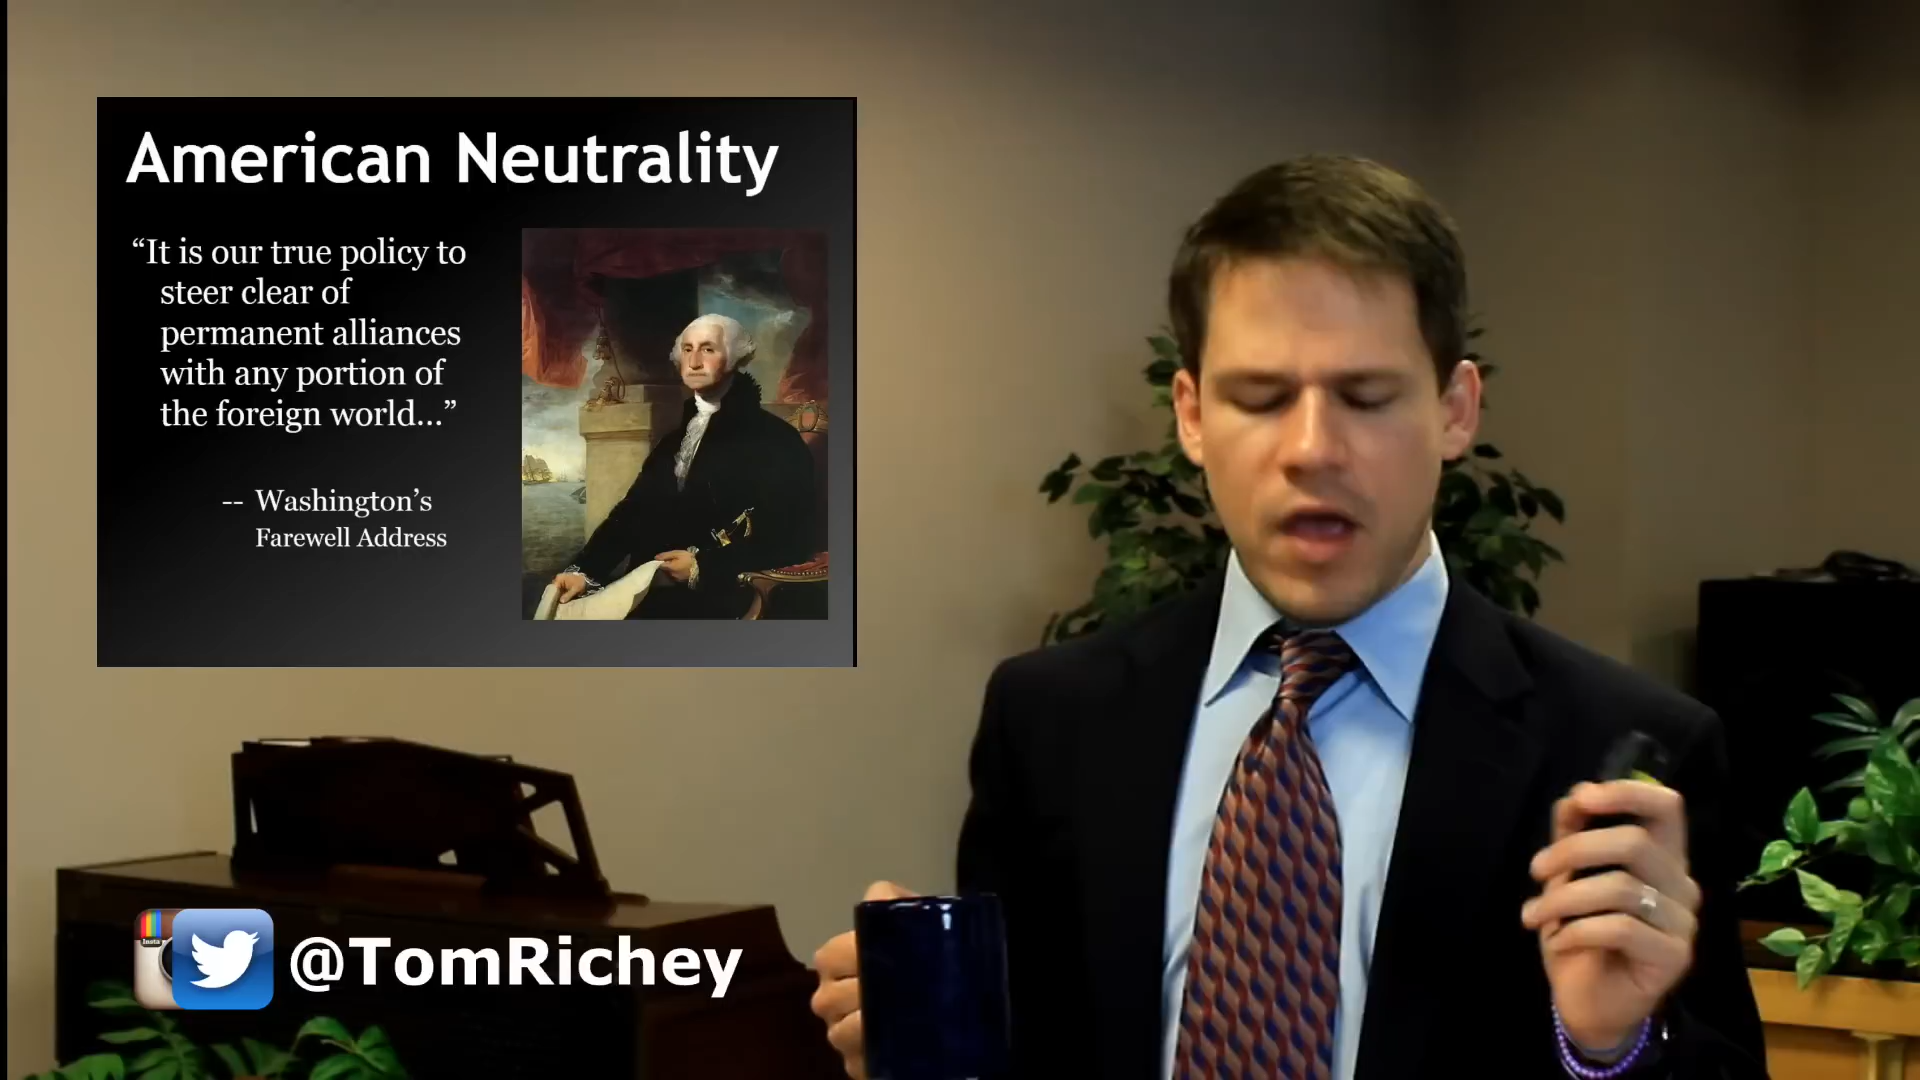 American Neutrality
“It is our true policy to
steer clear of
permanent alliances
with any portion of
the foreign world…”
-- Washington’s
Farewell Address
Insta
@TomRichey